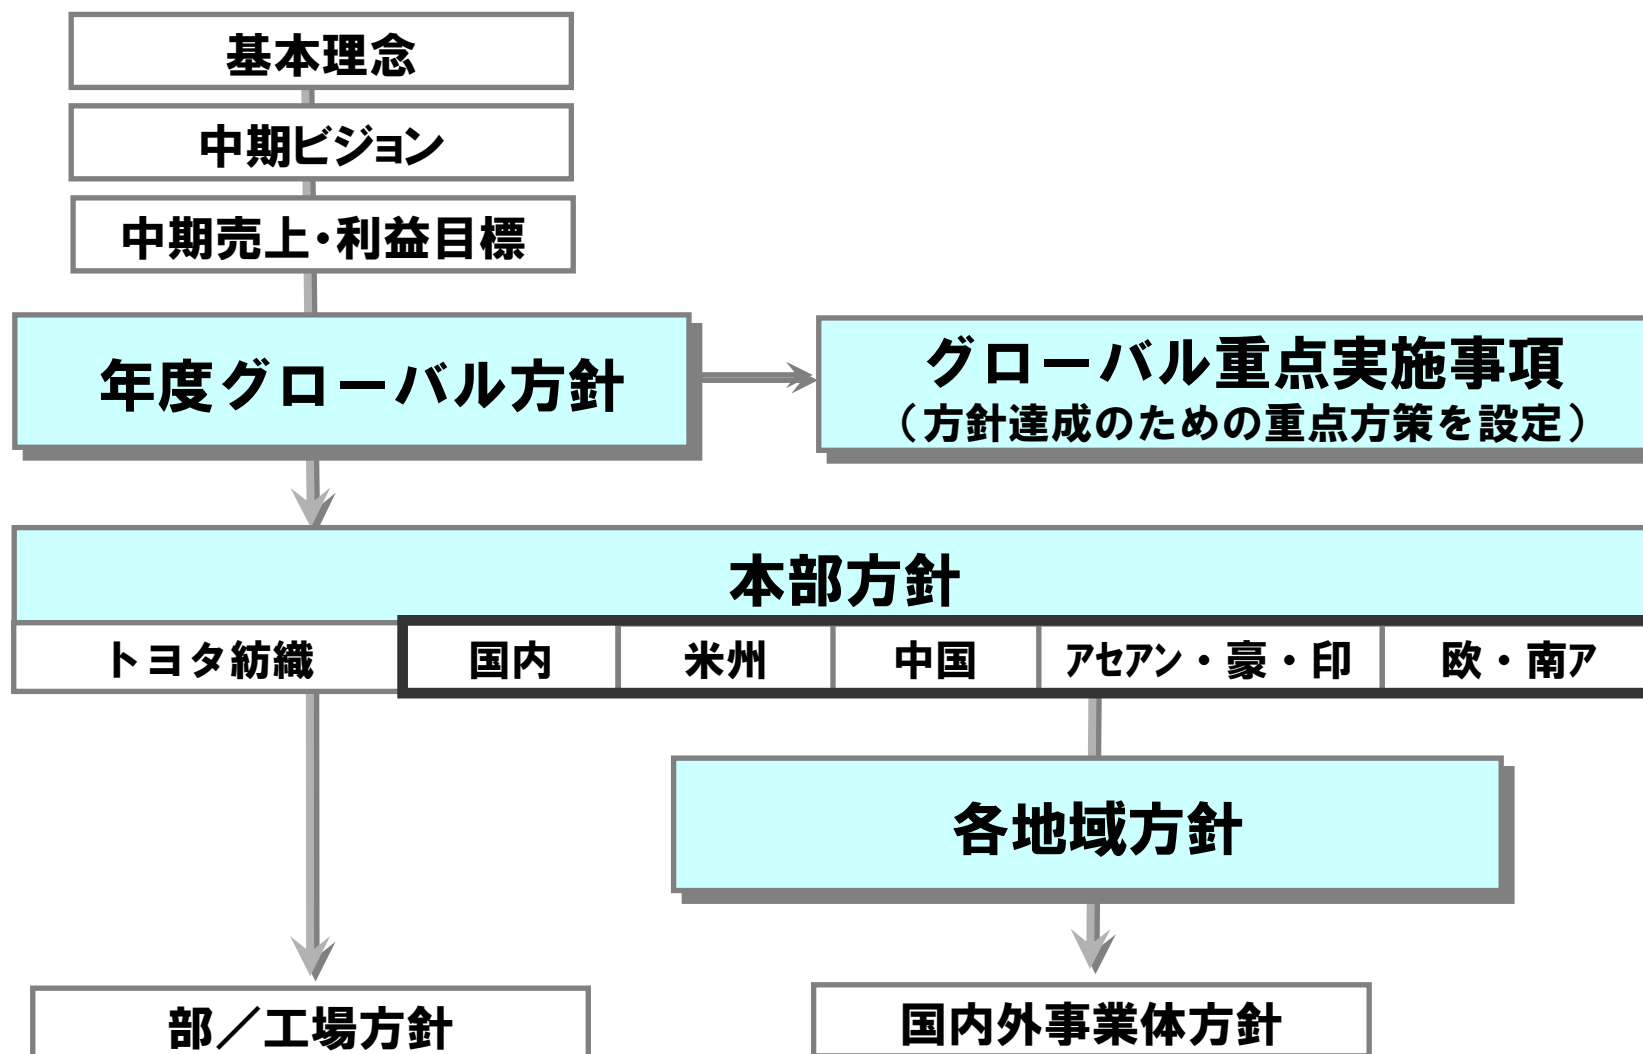 基本理念
中期ビジョン
中期売上・利益目標
年度グローバル方針
グローバル重点実施事項
（方針達成のための重点方策を設定）
本部方針
トヨタ紡織
国内
米州
中国
ｱｾｱﾝ・豪・印
欧・南ｱ
各地域方針
部／工場方針
国内外事業体方針